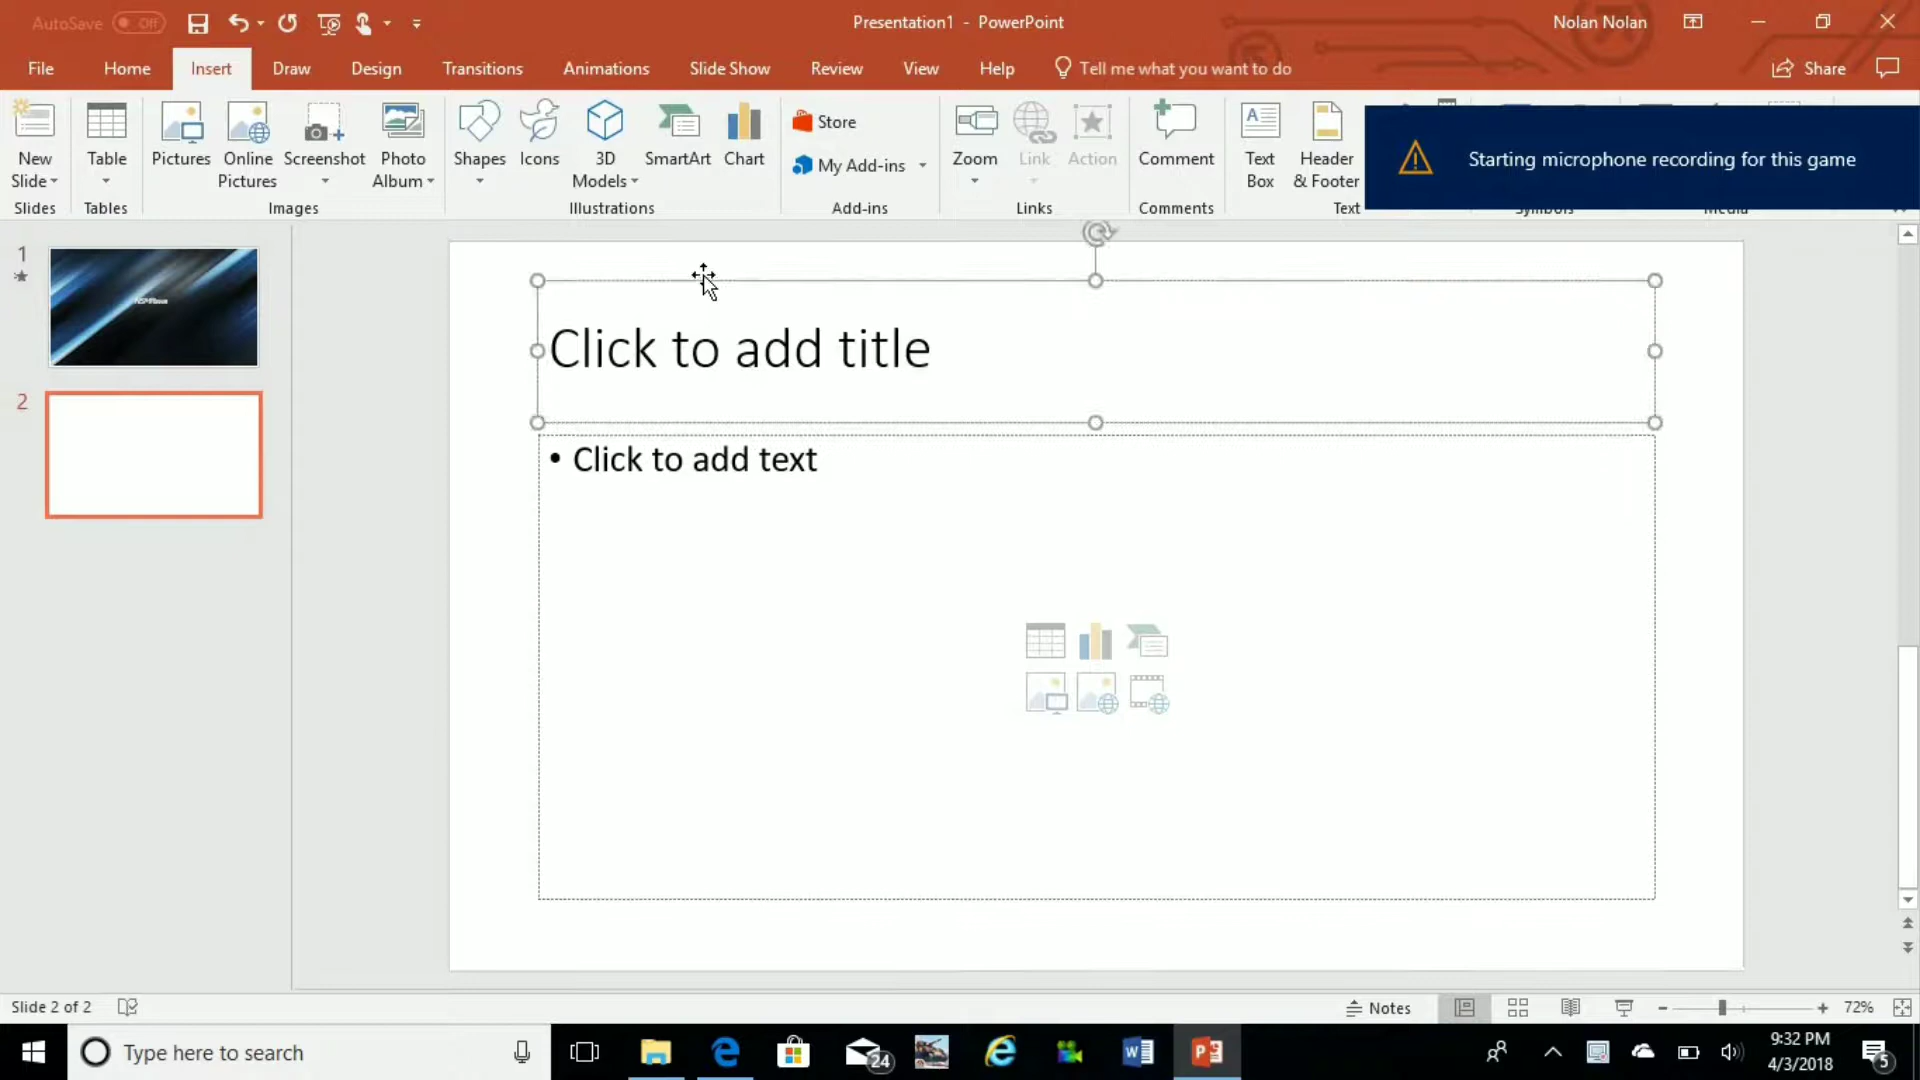 AutoSave Off
Presentation1 - PowerPoint
Nolan Nolan
File Home Insert Draw Design Transitions Animations Slide Show Review View Help Tell me what you want to do Share
New Slide
Table
Pictures
Online Pictures
Screenshot
Photo Album
Shapes
Icons
3D Models
SmartArt
Chart
Store
My Add-ins
Zoom
Link
Action
Comment
Text Box
Header & Footer
Starting microphone recording for this game
Slides Tables Images Illustrations Add-ins Links Comments Text Symbols Media
1
2
Click to add title
• Click to add text
Slide 2 of 2
Notes
72%
Type here to search
24
9:32 PM
4/3/2018
5